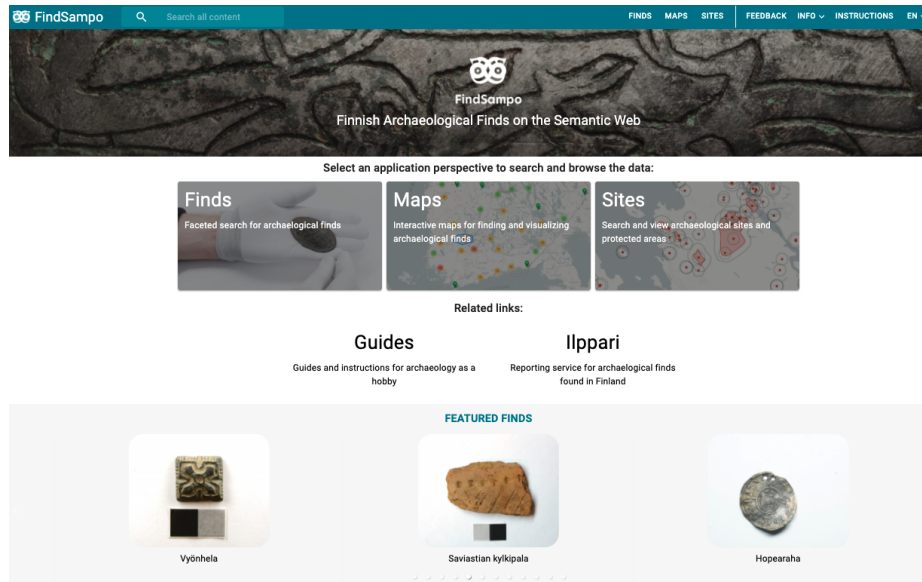 FindSampo
Search all content
FINDS MAPS SITES FEEDBACK INFO INSTRUCTIONS EN
FindSampo
Finnish Archaeological Finds on the Semantic Web
Select an application perspective to search and browse the data:
Finds
Faceted search for archaelogical finds
Maps
Interactive maps for finding and visualizing
archaelogical finds
Sites
Search and view archaeological sites and
protected areas
Related links:
Guides
Guides and instructions for archaeology as a
hobby
Ilppari
Reporting service for archaelogical finds
found in Finland
FEATURED FINDS
Vyönhela
Saviastian kylkipala
Hopearaha